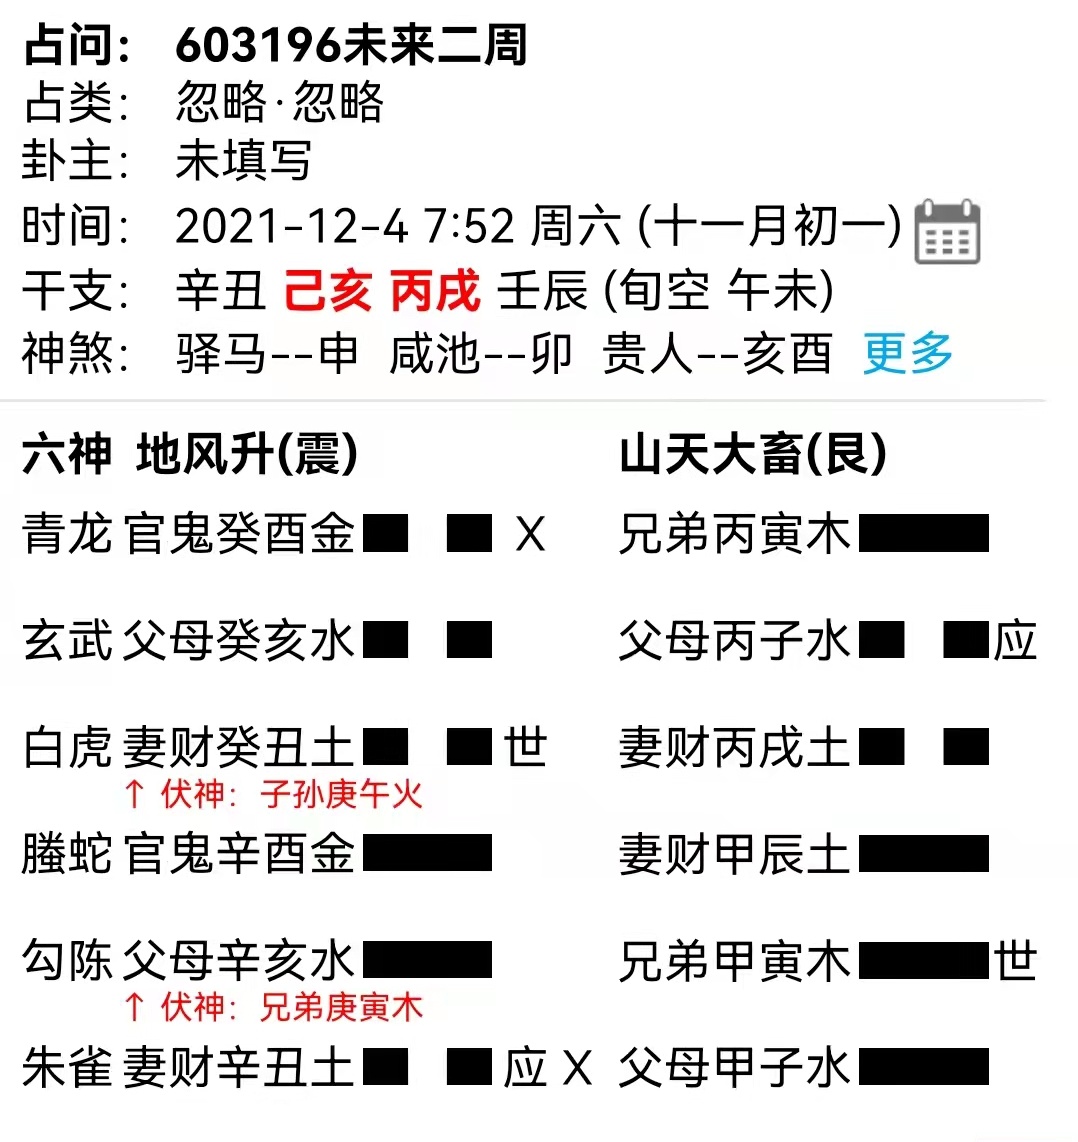 占问： 603196未来二周
占类： 忽略·忽略
卦主： 未填写
时间： 2021-12-4 7:52 周六 (十一月初一)
干支： 辛丑 己亥 丙戌 壬辰 (旬空 午未)
神煞： 驿马--申 咸池--卯 贵人--亥酉 更多
六神 地风升(震) 山天大畜(艮)
青龙 官鬼癸酉金 X 兄弟丙寅木
玄武 父母癸亥水 父母丙子水 应
白虎 妻财癸丑土 世 妻财丙戌土
↑ 伏神：子孙庚午火
螣蛇 官鬼辛酉金 妻财甲辰土
勾陈 父母辛亥水 兄弟甲寅木 世
↑ 伏神：兄弟庚寅木
朱雀 妻财辛丑土 应 X 父母甲子水